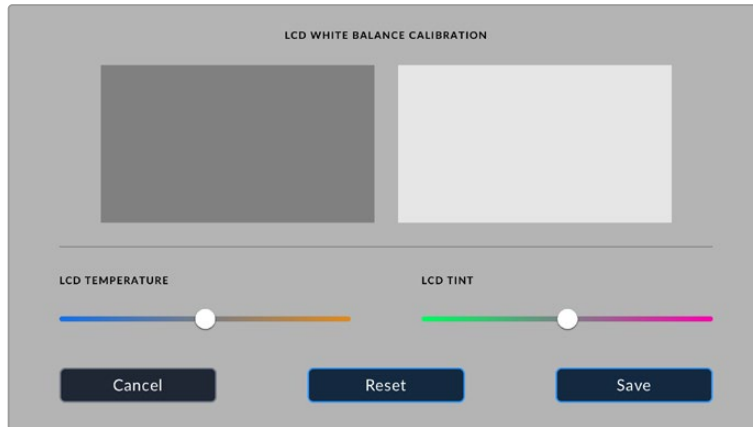 LCD WHITE BALANCE CALIBRATION
LCD TEMPERATURE
LCD TINT
Cancel
Reset
Save